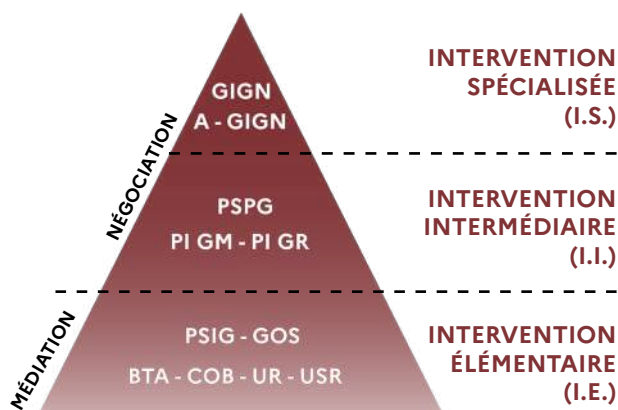 GIGN
A - GIGN
INTERVENTION
SPÉCIALISÉE
(I.S.)
NÉGOCIATION
PSPG
PI GM - PI GR
INTERVENTION
INTERMÉDIAIRE
(I.I.)
MÉDIATION
PSIG - GOS
BTA - COB - UR - USR
INTERVENTION
ÉLÉMENTAIRE
(I.E.)